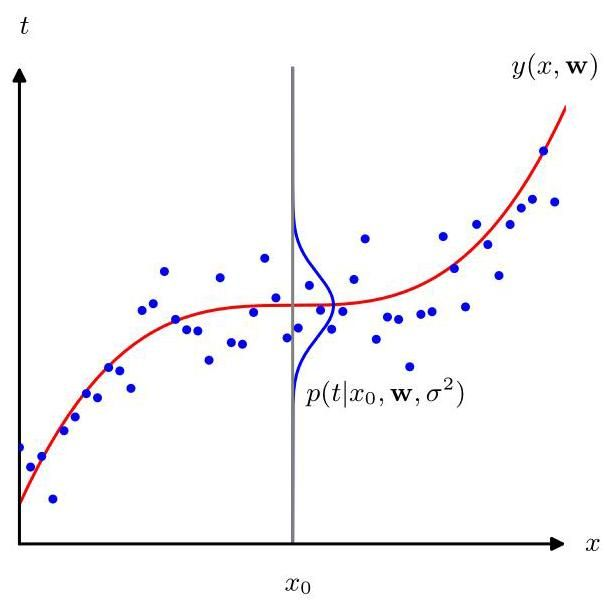 t
y(x, w)
p(t|x₀, w, σ²)
x
x₀